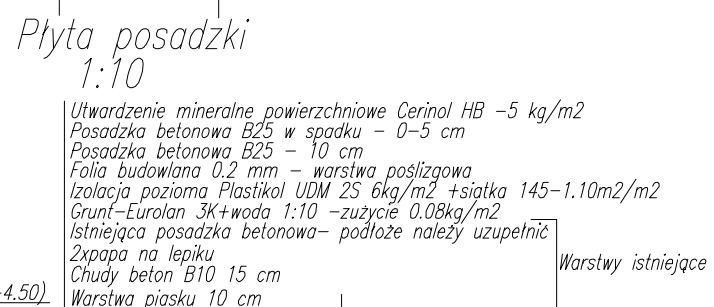 Płyta posadzki
1:10
Utwardzenie mineralne powierzchniowe Cerinol HB -5 kg/m2
Posadzka betonowa B25 w spadku - 0-5 cm
Posadzka betonowa B25 - 10 cm
Folia budowlana 0.2 mm - warstwa poślizgowa
Izolacja pozioma Plastikol UDM 2S 6kg/m2 +siatka 145-1.10m2/m2
Grunt-Eurolan 3K+woda 1:10 -zużycie 0.08kg/m2
Istniejąca posadzka betonowa- podłoże należy uzupełnić
2xpapa na lepiku
Warstwy istniejące
Chudy beton B10 15 cm
-4.50)
Warstwa piasku 10 cm